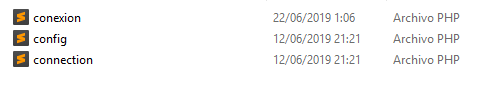 conexion 22/06/2019 1:06 Archivo PHP
config 12/06/2019 21:21 Archivo PHP
connection 12/06/2019 21:21 Archivo PHP